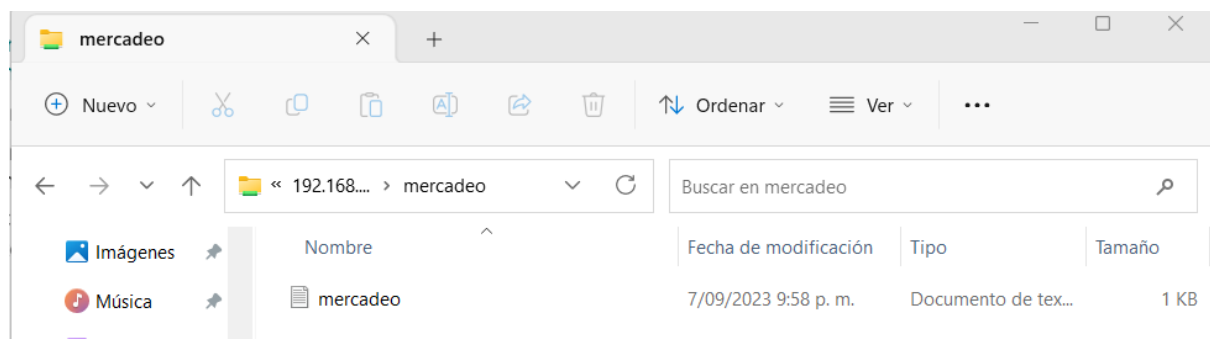 mercadeo
Nuevo Ordenar Ver
« 192.168.... > mercadeo Buscar en mercadeo
Imágenes Nombre Fecha de modificación Tipo Tamaño
Música mercadeo 7/09/2023 9:58 p. m. Documento de tex... 1 KB